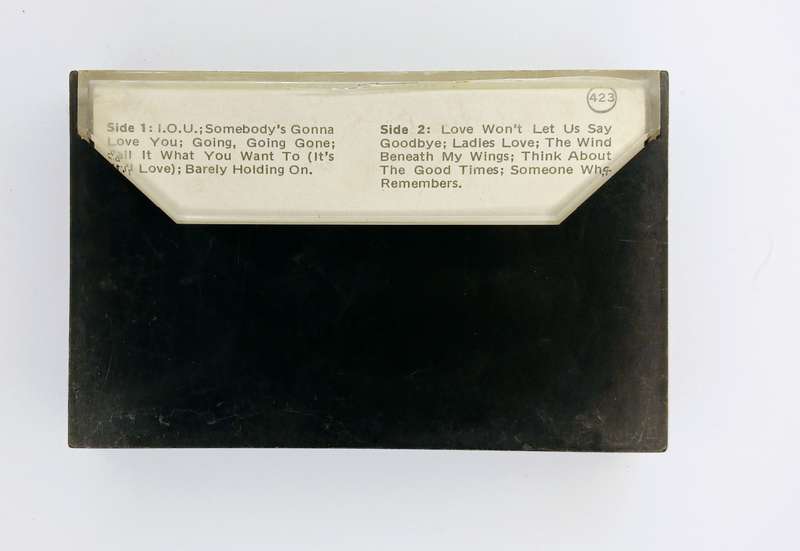 423
Side 1: I.O.U.; Somebody's Gonna
Love You; Going, Going Gone;
It What You Want To (It's
Love); Barely Holding On.
Side 2: Love Won't Let Us Say
Goodbye; Ladies Love; The Wind
Beneath My Wings; Think About
The Good Times; Someone Who
Remembers.